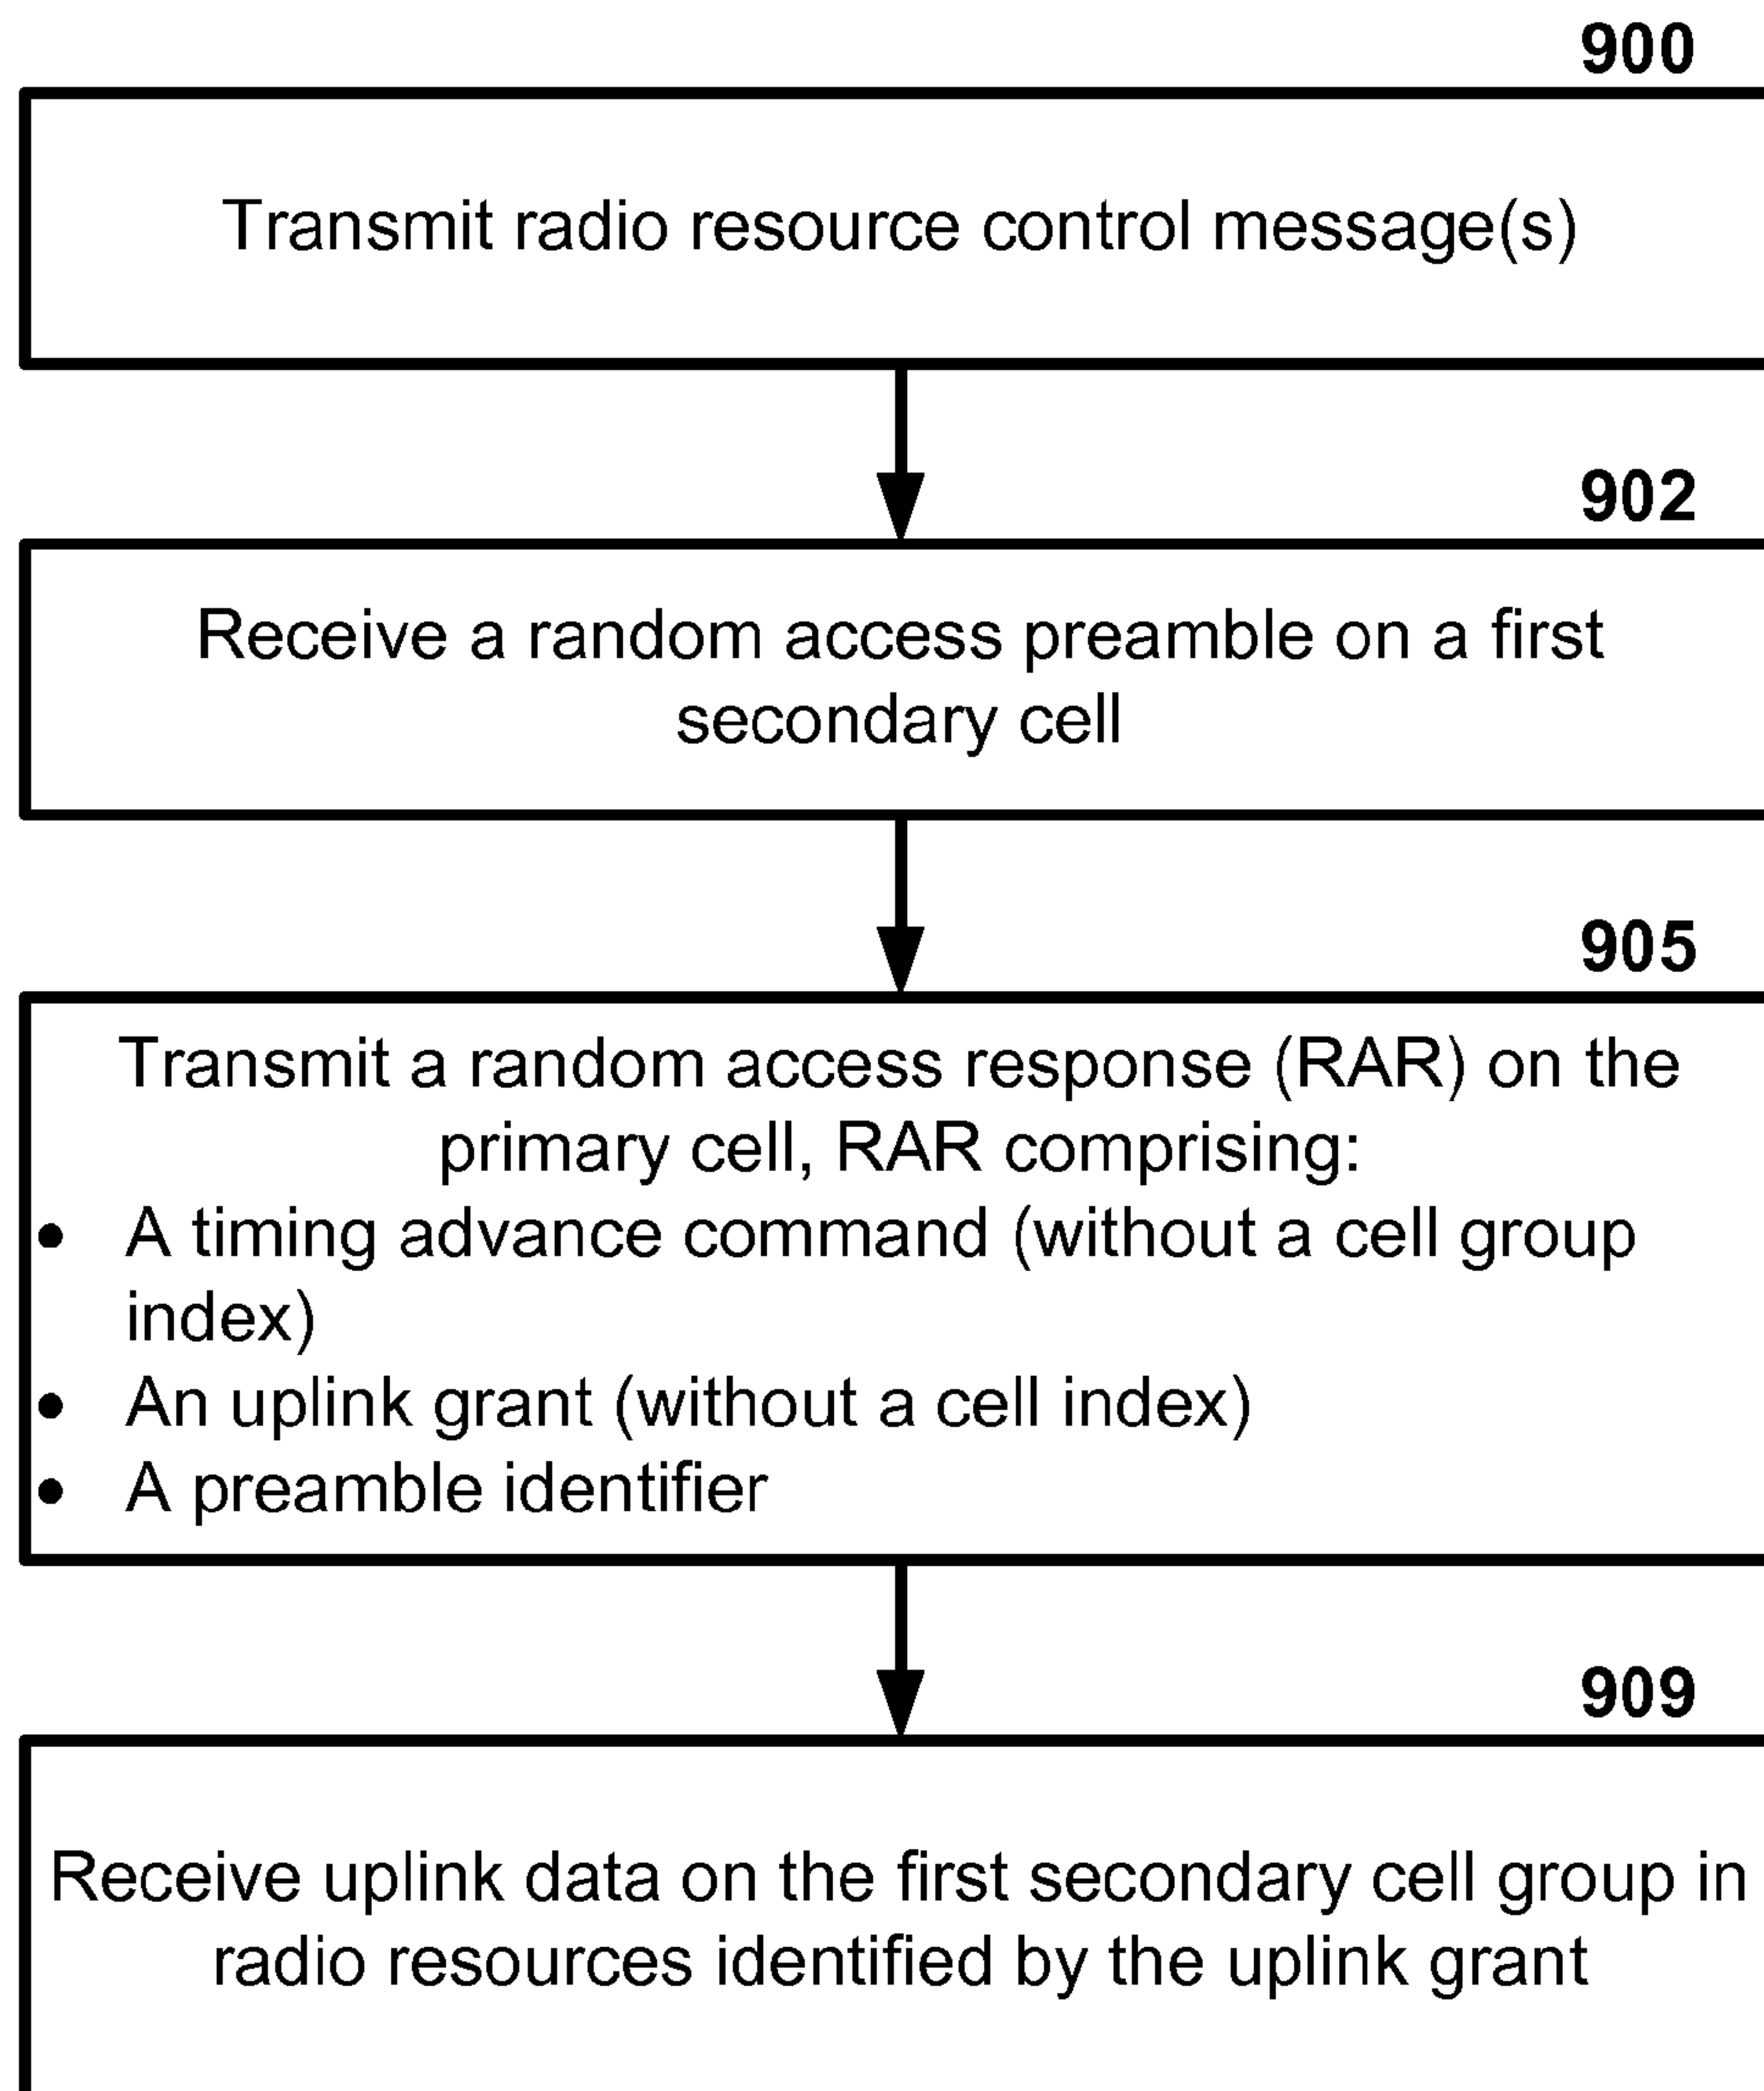 900
Transmit radio resource control message(s)
902
Receive a random access preamble on a first
secondary cell
905
Transmit a random access response (RAR) on the
primary cell, RAR comprising:
• A timing advance command (without a cell group
index)
• An uplink grant (without a cell index)
• A preamble identifier
909
Receive uplink data on the first secondary cell group in
radio resources identified by the uplink grant